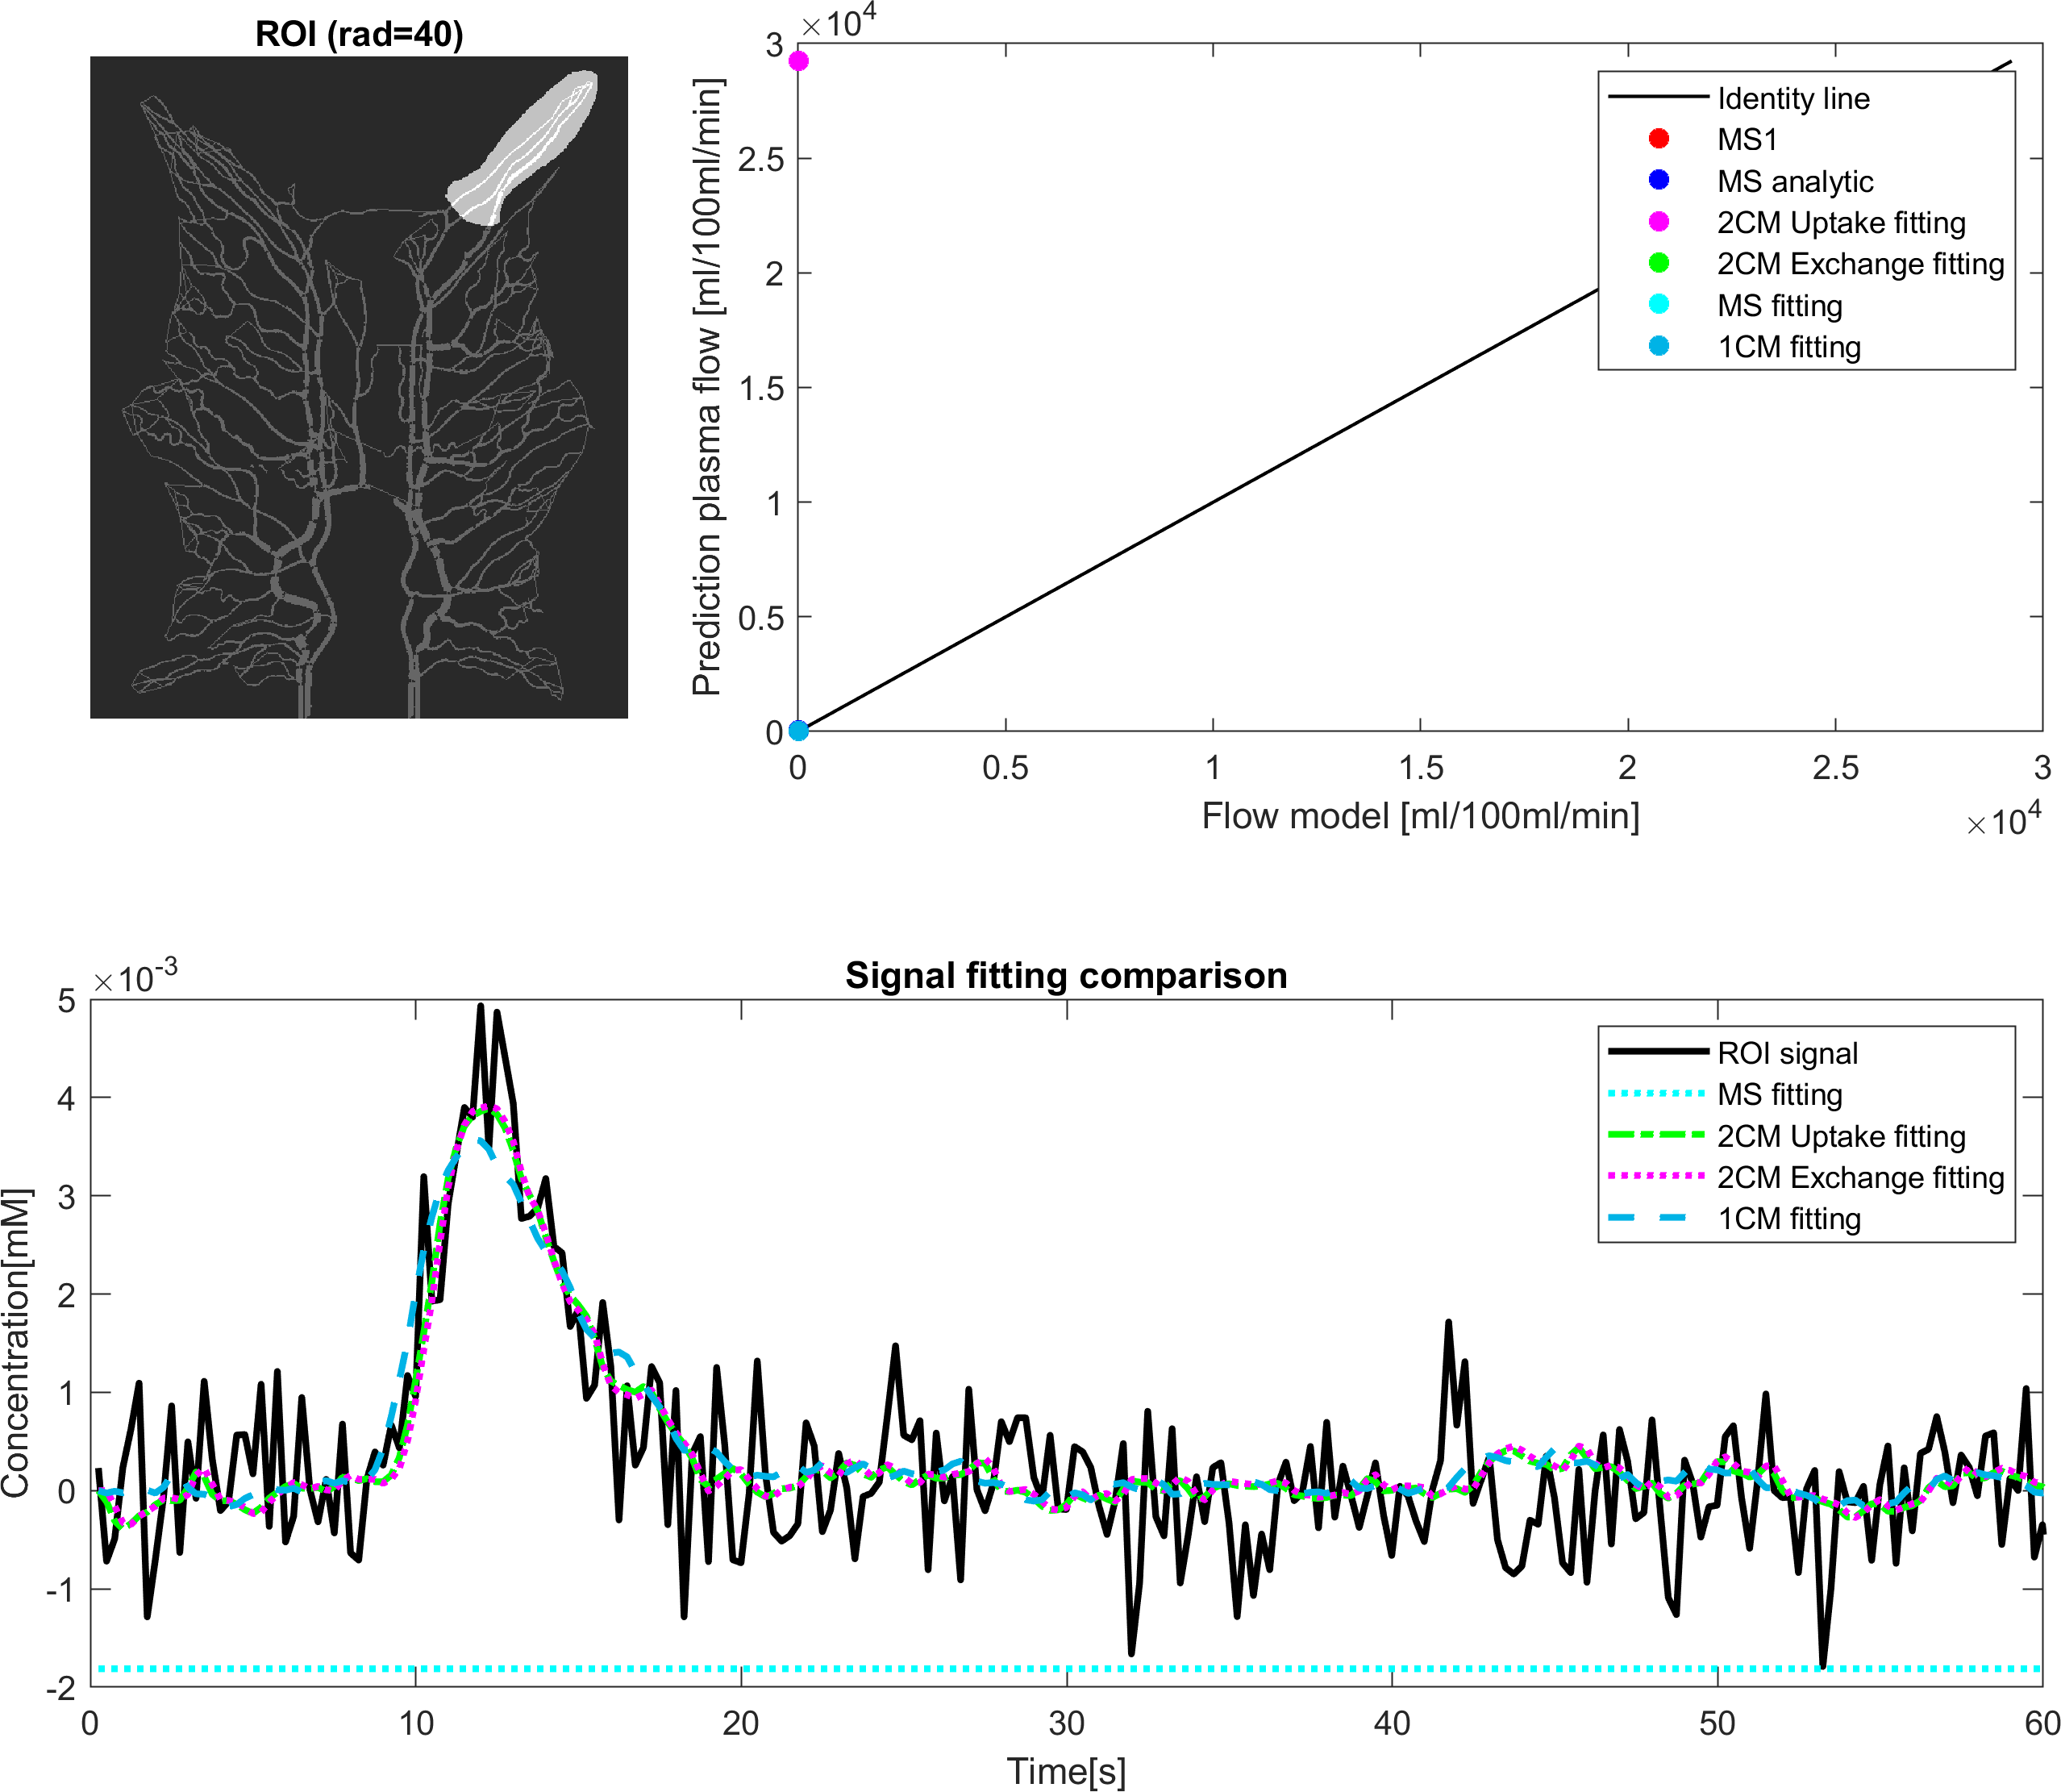 ROI (rad=40)
×10^4
3
2.5
2
1.5
1
0.5
0
Prediction plasma flow [ml/100ml/min]
0 0.5 1 1.5 2 2.5 3
Flow model [ml/100ml/min]
×10^4
Identity line
MS1
MS analytic
2CM Uptake fitting
2CM Exchange fitting
MS fitting
1CM fitting
Signal fitting comparison
×10^-3
5
4
3
2
1
0
-1
-2
Concentration[mM]
0 10 20 30 40 50 60
Time[s]
ROI signal
MS fitting
2CM Uptake fitting
2CM Exchange fitting
1CM fitting